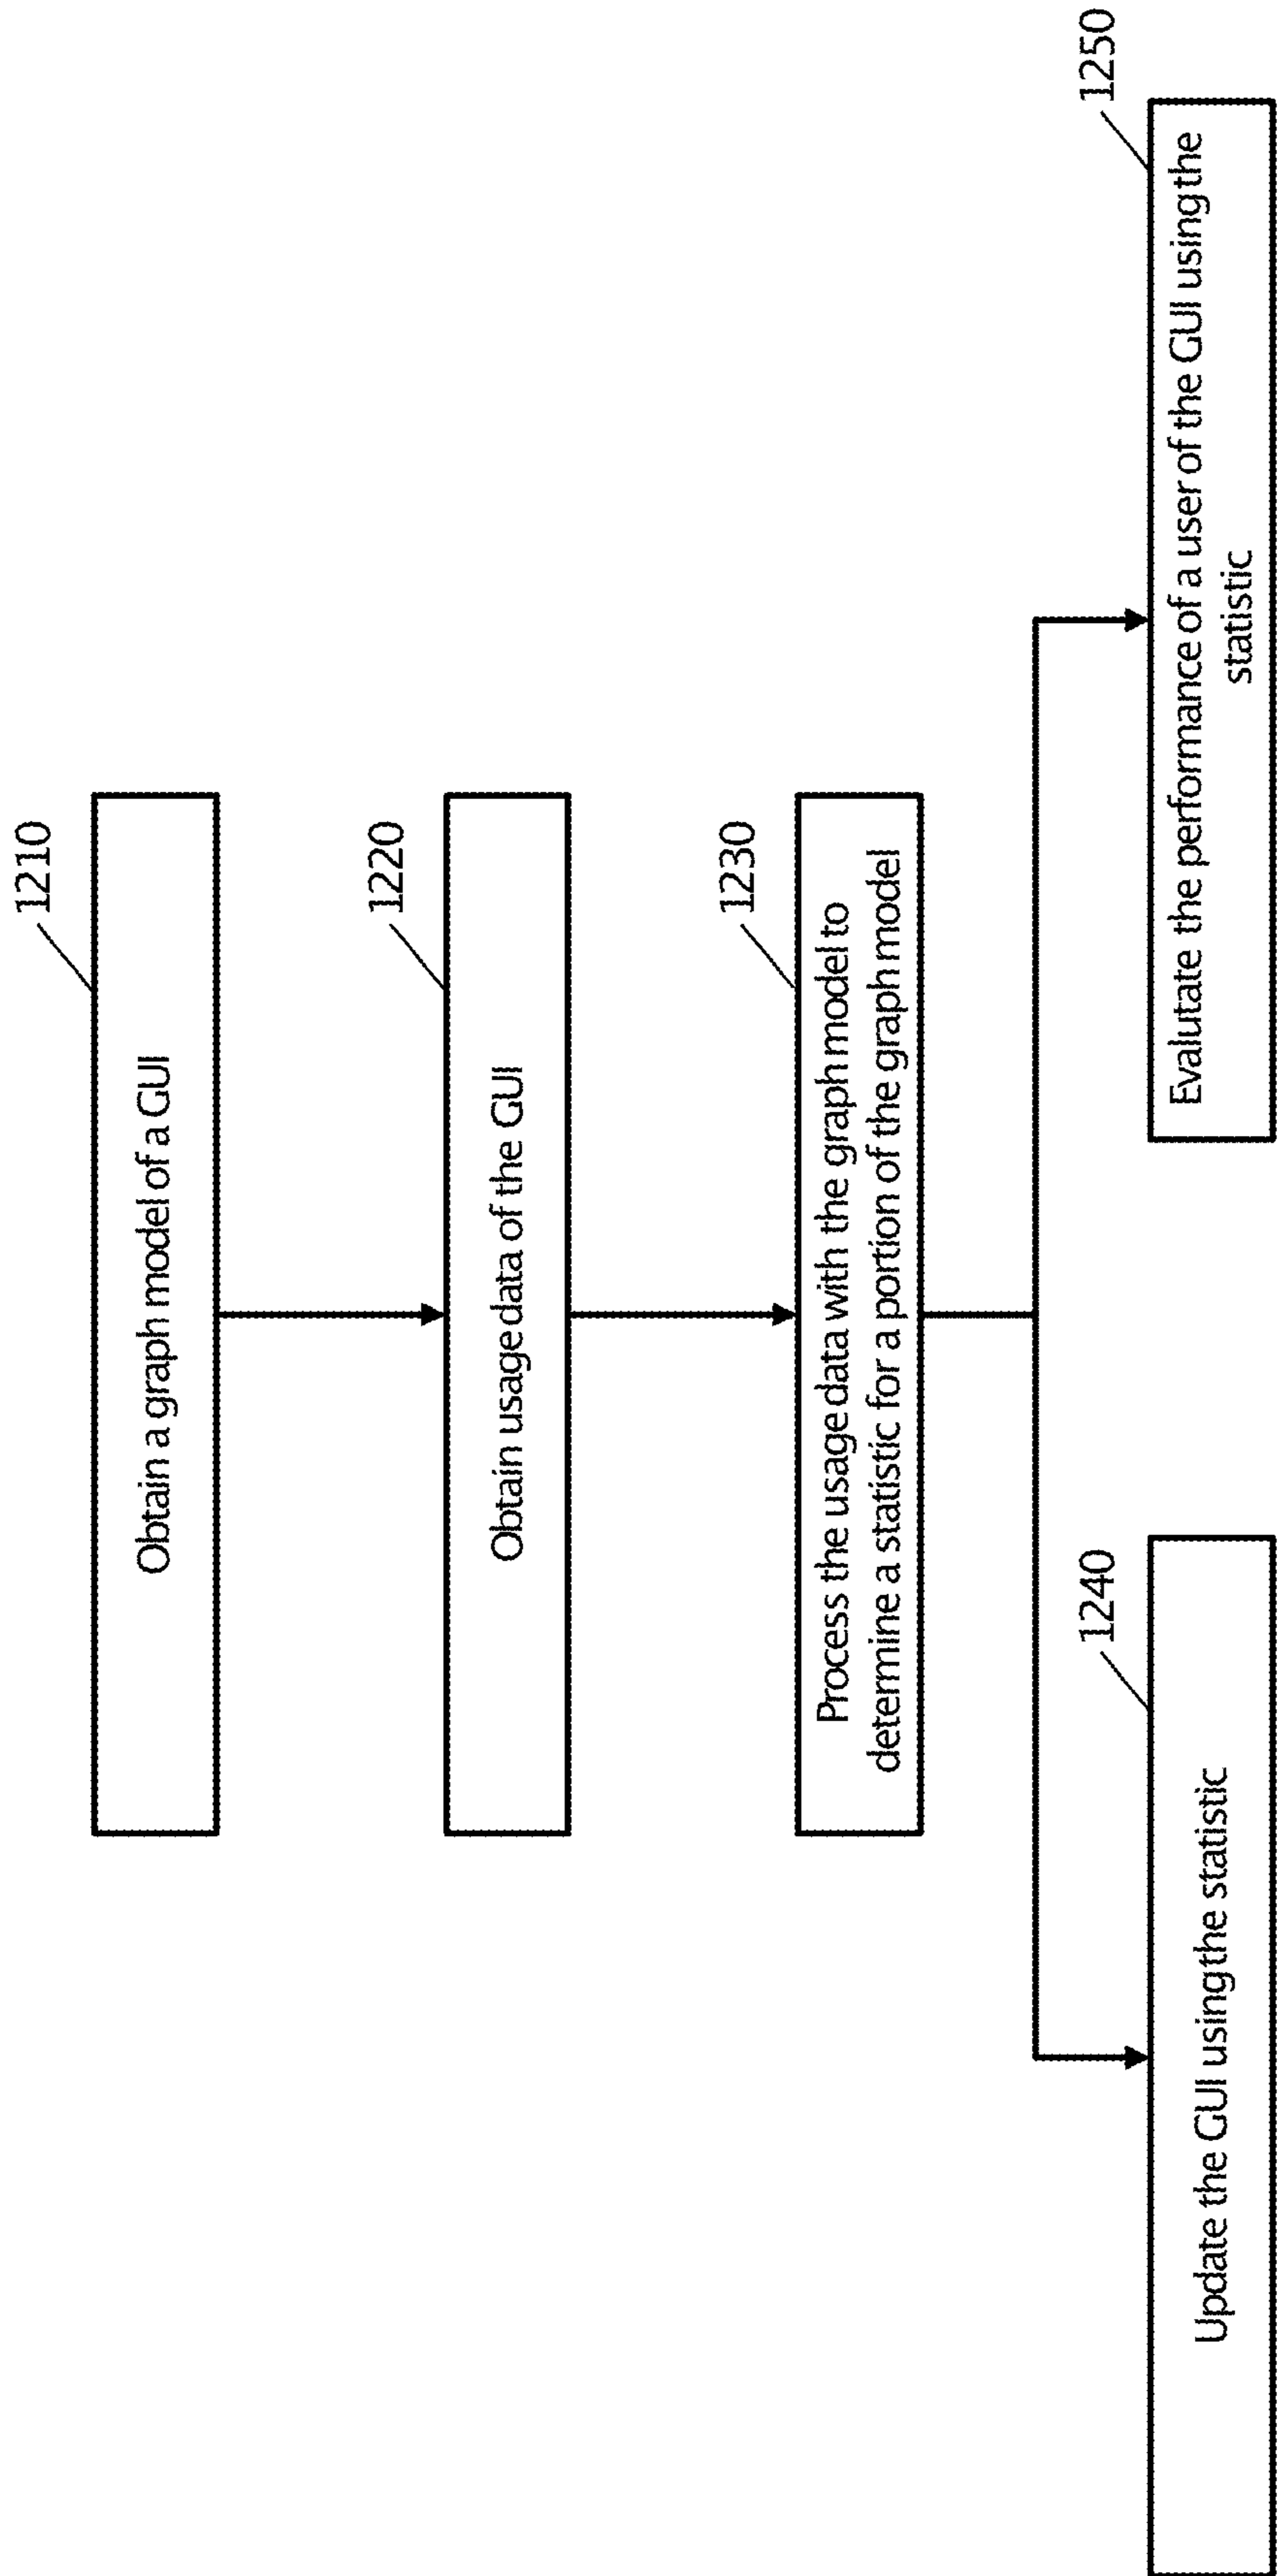 1210
Obtain a graph model of a GUI
1220
Obtain usage data of the GUI
1230
Process the usage data with the graph model to
determine a statistic for a portion of the graph model
1240
Update the GUI using the statistic
1250
Evalutate the performance of a user of the GUI using the
statistic